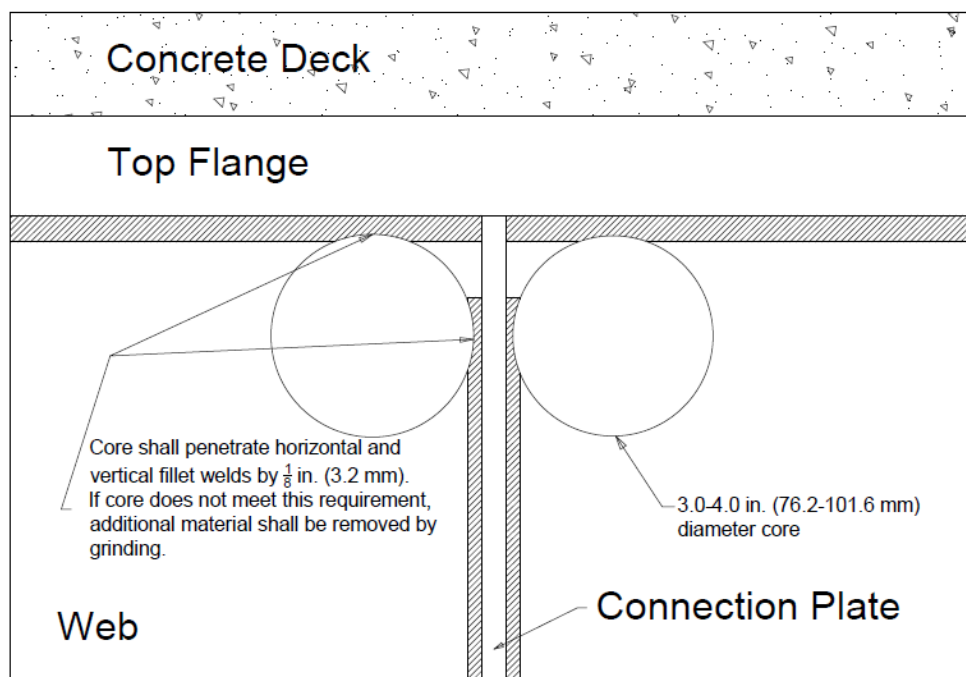 Concrete Deck
Top Flange
Core shall penetrate horizontal and
vertical fillet welds by 1/8 in. (3.2 mm).
If core does not meet this requirement,
additional material shall be removed by
grinding.
3.0-4.0 in. (76.2-101.6 mm)
diameter core
Connection Plate
Web